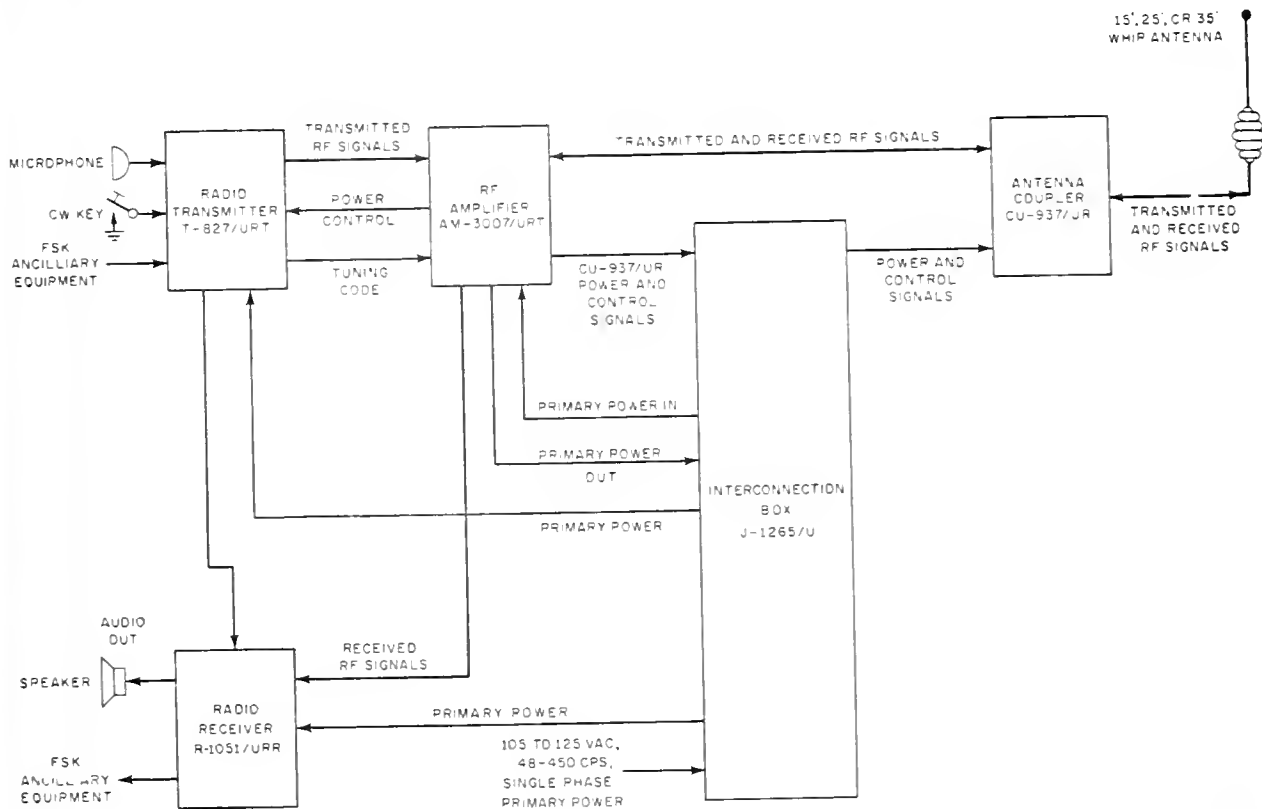 15', 25', CR 35'
WHIP ANTENNA
MICROPHONE
CW KEY
FSK
ANCILLIARY
EQUIPMENT
RADIO
TRANSMITTER
T-827/URT
TRANSMITTED
RF SIGNALS
POWER
CONTROL
TUNING
CODE
RF
AMPLIFIER
AM-3007/URT
TRANSMITTED AND RECEIVED RF SIGNALS
CU-937/UR
POWER AND
CONTROL
SIGNALS
POWER AND
CONTROL
SIGNALS
ANTENNA
COUPLER
CU-937/UR
TRANSMITTED
AND RECEIVED
RF SIGNALS
PRIMARY POWER IN
PRIMARY POWER
OUT
PRIMARY POWER
INTERCONNECTION
BOX
J-1265/U
AUDIO
OUT
SPEAKER
RADIO
RECEIVER
R-1051/URR
RECEIVED
RF SIGNALS
PRIMARY POWER
FSK
EQUIPMENT
105 TO 125 VAC,
48-450 CPS,
SINGLE PHASE
PRIMARY POWER